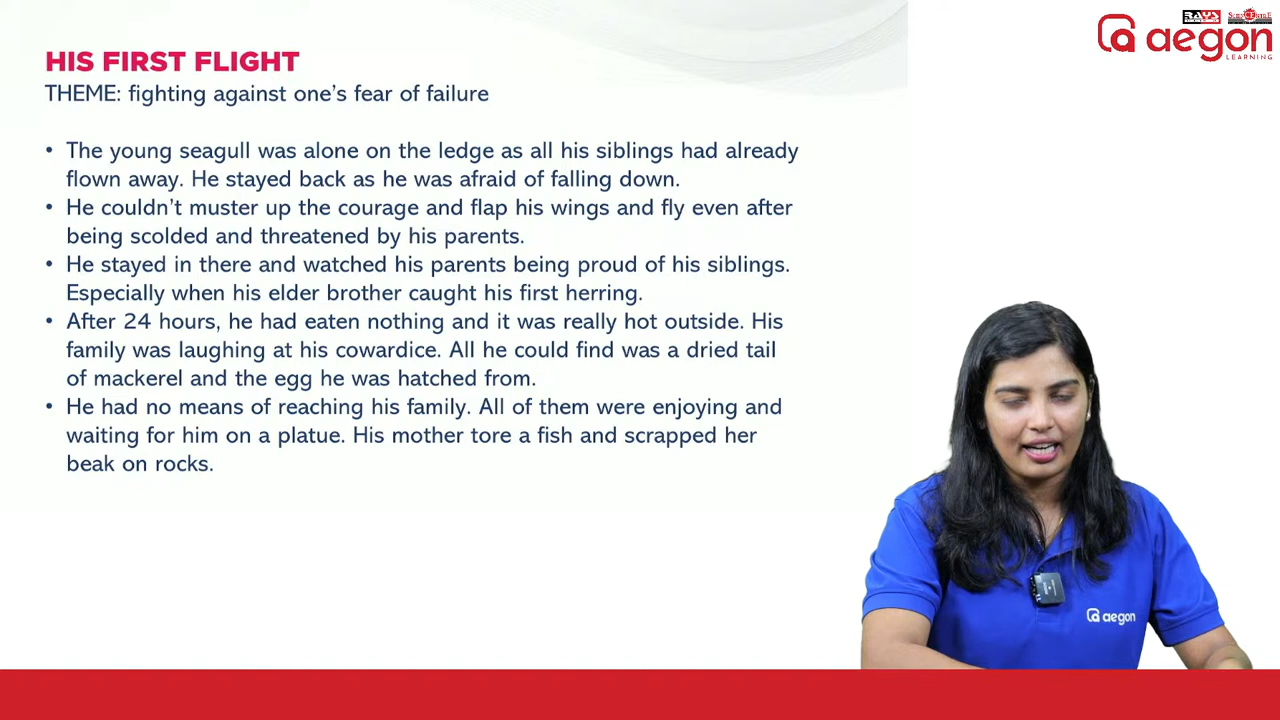 HIS FIRST FLIGHT
THEME: fighting against one's fear of failure
• The young seagull was alone on the ledge as all his siblings had already
flown away. He stayed back as he was afraid of falling down.
• He couldn't muster up the courage and flap his wings and fly even after
being scolded and threatened by his parents.
• He stayed in there and watched his parents being proud of his siblings.
Especially when his elder brother caught his first herring.
• After 24 hours, he had eaten nothing and it was really hot outside. His
family was laughing at his cowardice. All he could find was a dried tail
of mackerel and the egg he was hatched from.
• He had no means of reaching his family. All of them were enjoying and
waiting for him on a platue. His mother tore a fish and scrapped her
beak on rocks.
RAYS
aegon
LEARNING
aegon